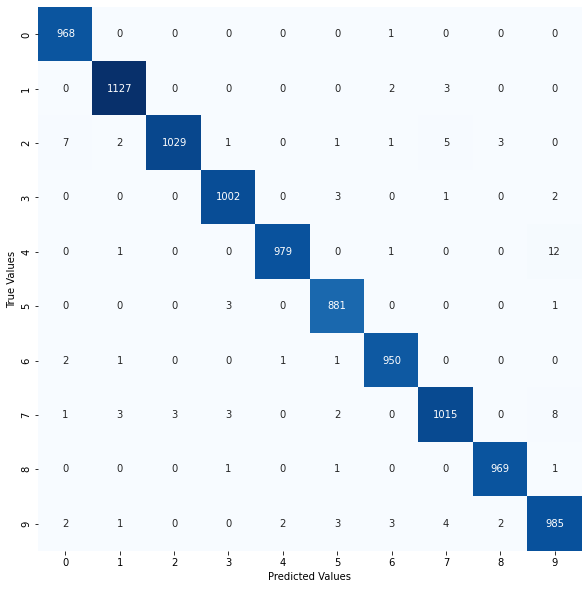 0 968 0 0 0 0 0 1 0 0 0
1 0 1127 0 0 0 0 2 3 0 0
2 7 2 1029 1 0 1 1 5 3 0
3 0 0 0 1002 0 3 0 1 0 2
4 0 1 0 0 979 0 1 0 0 12
True Values
5 0 0 0 3 0 881 0 0 0 1
6 2 1 0 0 1 1 950 0 0 0
7 1 3 3 3 0 2 0 1015 0 8
8 0 0 0 1 0 1 0 0 969 1
9 2 1 0 0 2 3 3 4 2 985
0 1 2 3 4 5 6 7 8 9
Predicted Values